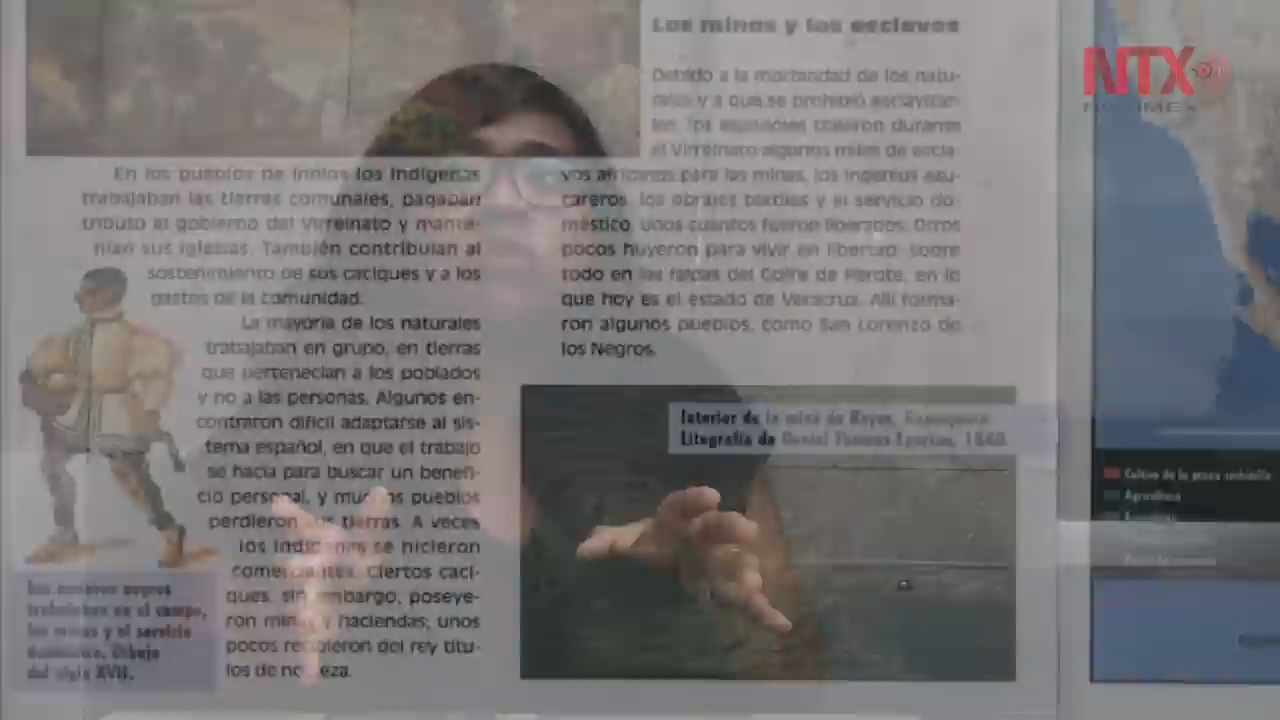 Las minas y los esclavos
Debido a la mortandad de los natu-
rales y a que se prohibió esclavizar-
los, los españoles trajeron durante
el Virreinato algunos miles de escla-
vos africanos para las minas, los ingenios azu-
careros, los obrajes textiles y el servicio do-
méstico. Unos cuantos fueron liberados. Otros
pocos huyeron para vivir en libertad, sobre
todo en las faldas del Cofre de Perote, en lo
que hoy es el estado de Veracruz. Allí forma-
ron algunos pueblos, como San Lorenzo de
los Negros.
En los pueblos de indios los indígenas
trabajaban las tierras comunales, pagaban
tributo al gobierno del Virreinato y mante-
nían sus iglesias. También contribuían al
sostenimiento de sus caciques y a los
gastos de la comunidad.
La mayoría de los naturales
trabajaban en grupo, en tierras
que pertenecían a los poblados
y no a las personas. Algunos en-
contraron difícil adaptarse al sis-
tema español, en que el trabajo
se hacía para buscar un benefi-
cio personal, y muchos pueblos
perdieron sus tierras. A veces
los indígenas se hicieron
comerciantes. Ciertos caci-
ques, sin embargo, poseye-
ron minas y haciendas; unos
pocos recibieron del rey títu-
los de nobleza.
Los esclavos negros
trabajaban en el campo,
las minas y el servicio
doméstico. Dibujo
del siglo XVII.
Interior de la mina de Rayas, Guanajuato.
Litografía de Daniel Thomas Egerton, 1840.
NTX
NOTIMEX
Cultivo de la
Agricultura